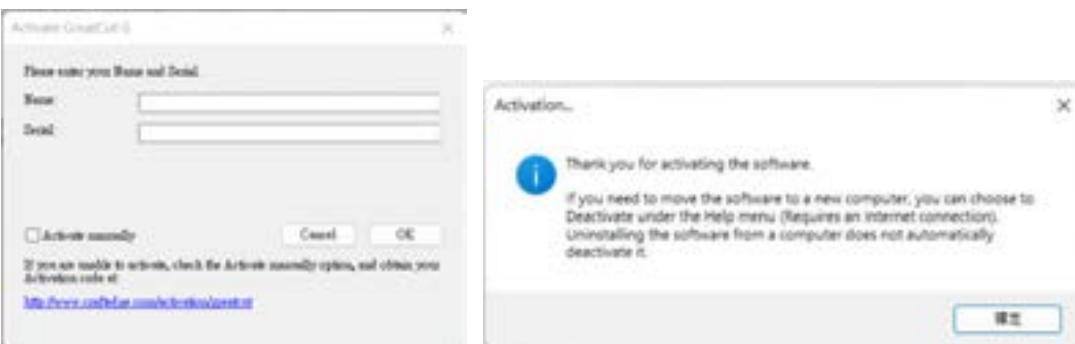 Activate GreatCut 6
Please enter your Name and Serial.
Name:
Serial:
Activate manually
Cancel
OK
If you are unable to activate, check the Activate manually option, and obtain your
Activation code at:
Activation...
Thank you for activating the software.
If you need to move the software to a new computer, you can choose to
Deactivate under the Help menu (Requires an internet connection).
Uninstalling the software from a computer does not automatically
deactivate it.
確定